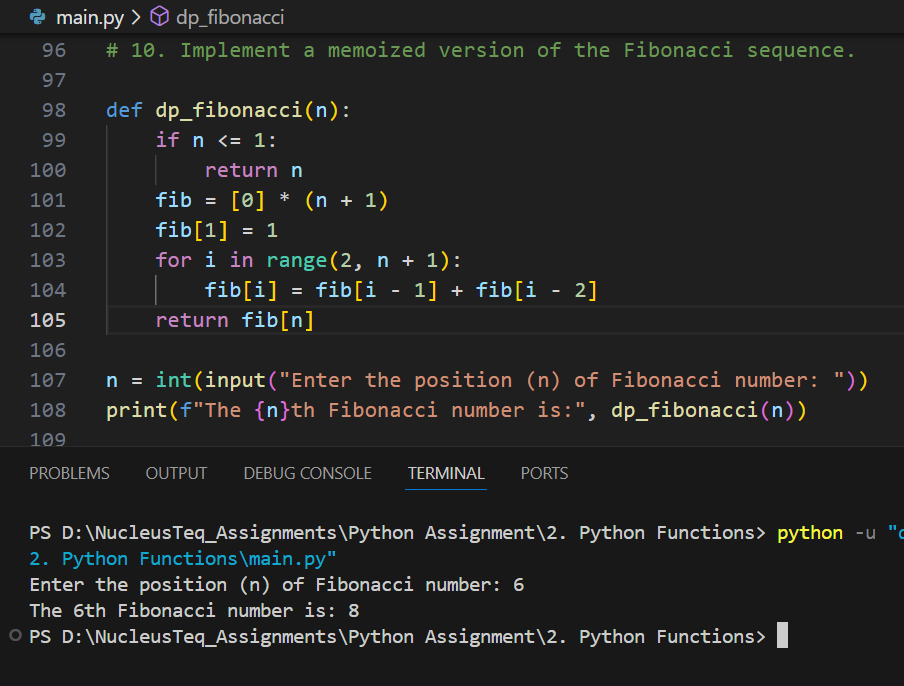 main.py > dp_fibonacci
96 # 10. Implement a memoized version of the Fibonacci sequence.
97
98 def dp_fibonacci(n):
99     if n <= 1:
100         return n
101     fib = [0] * (n + 1)
102     fib[1] = 1
103     for i in range(2, n + 1):
104         fib[i] = fib[i - 1] + fib[i - 2]
105     return fib[n]
106
107 n = int(input("Enter the position (n) of Fibonacci number: "))
108 print(f"The {n}th Fibonacci number is:", dp_fibonacci(n))
109
PROBLEMS OUTPUT DEBUG CONSOLE TERMINAL PORTS
PS D:\NucleusTeq_Assignments\Python Assignment\2. Python Functions> python -u "
2. Python Functions\main.py"
Enter the position (n) of Fibonacci number: 6
The 6th Fibonacci number is: 8
PS D:\NucleusTeq_Assignments\Python Assignment\2. Python Functions>